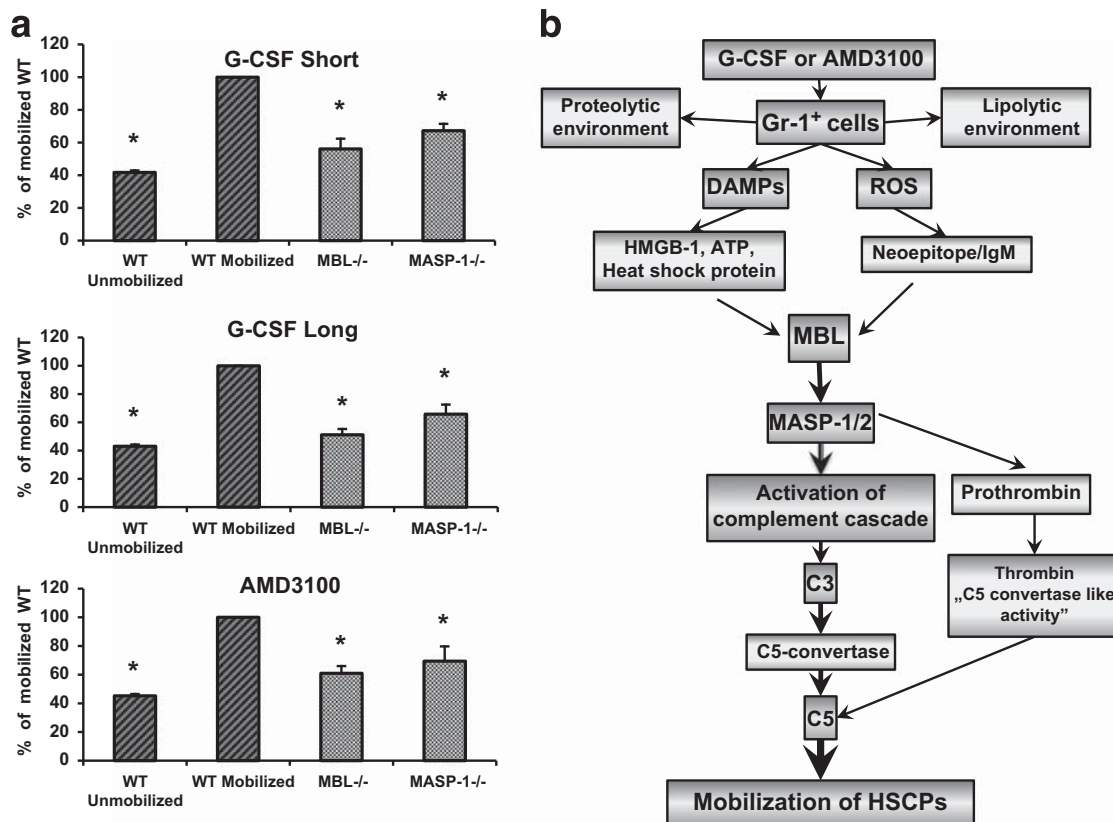 a
G-CSF Short
% of mobilized WT
120
100
80
60
40
20
0
*
*
*
WT
Unmobilized
WT Mobilized
MBL-/-
MASP-1-/-
G-CSF Long
% of mobilized WT
120
100
80
60
40
20
0
*
*
*
WT
Unmobilized
WT Mobilized
MBL-/-
MASP-1-/-
AMD3100
% of mobilized WT
120
100
80
60
40
20
0
*
*
*
WT
Unmobilized
WT Mobilized
MBL-/-
MASP-1-/-
b
G-CSF or AMD3100
Proteolytic
environment
Gr-1⁺ cells
Lipolytic
environment
DAMPs
ROS
HMGB-1, ATP,
Heat shock protein
Neoepitope/IgM
MBL
MASP-1/2
Activation of
complement cascade
Prothrombin
C3
Thrombin
„C5 convertase like
activity”
C5-convertase
C5
Mobilization of HSCPs